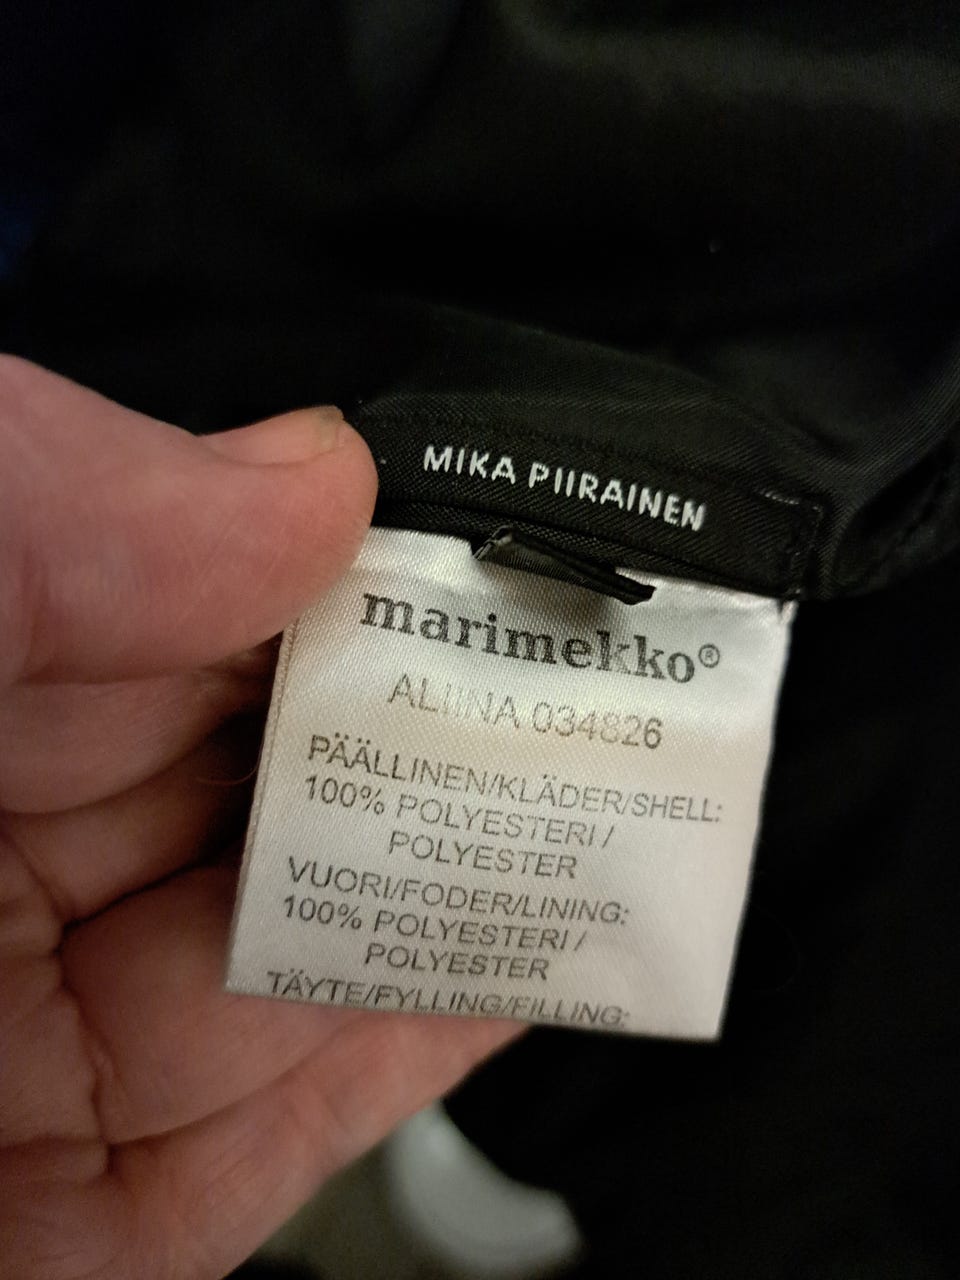 MIKA PIIRAINEN
marimekko®
ALIINA 034826
PÄÄLLINEN/KLÄDER/SHELL:
100% POLYESTERI /
POLYESTER
VUORI/FODER/LINING:
100% POLYESTERI /
POLYESTER
TÄYTE/FYLLING/FILLING: